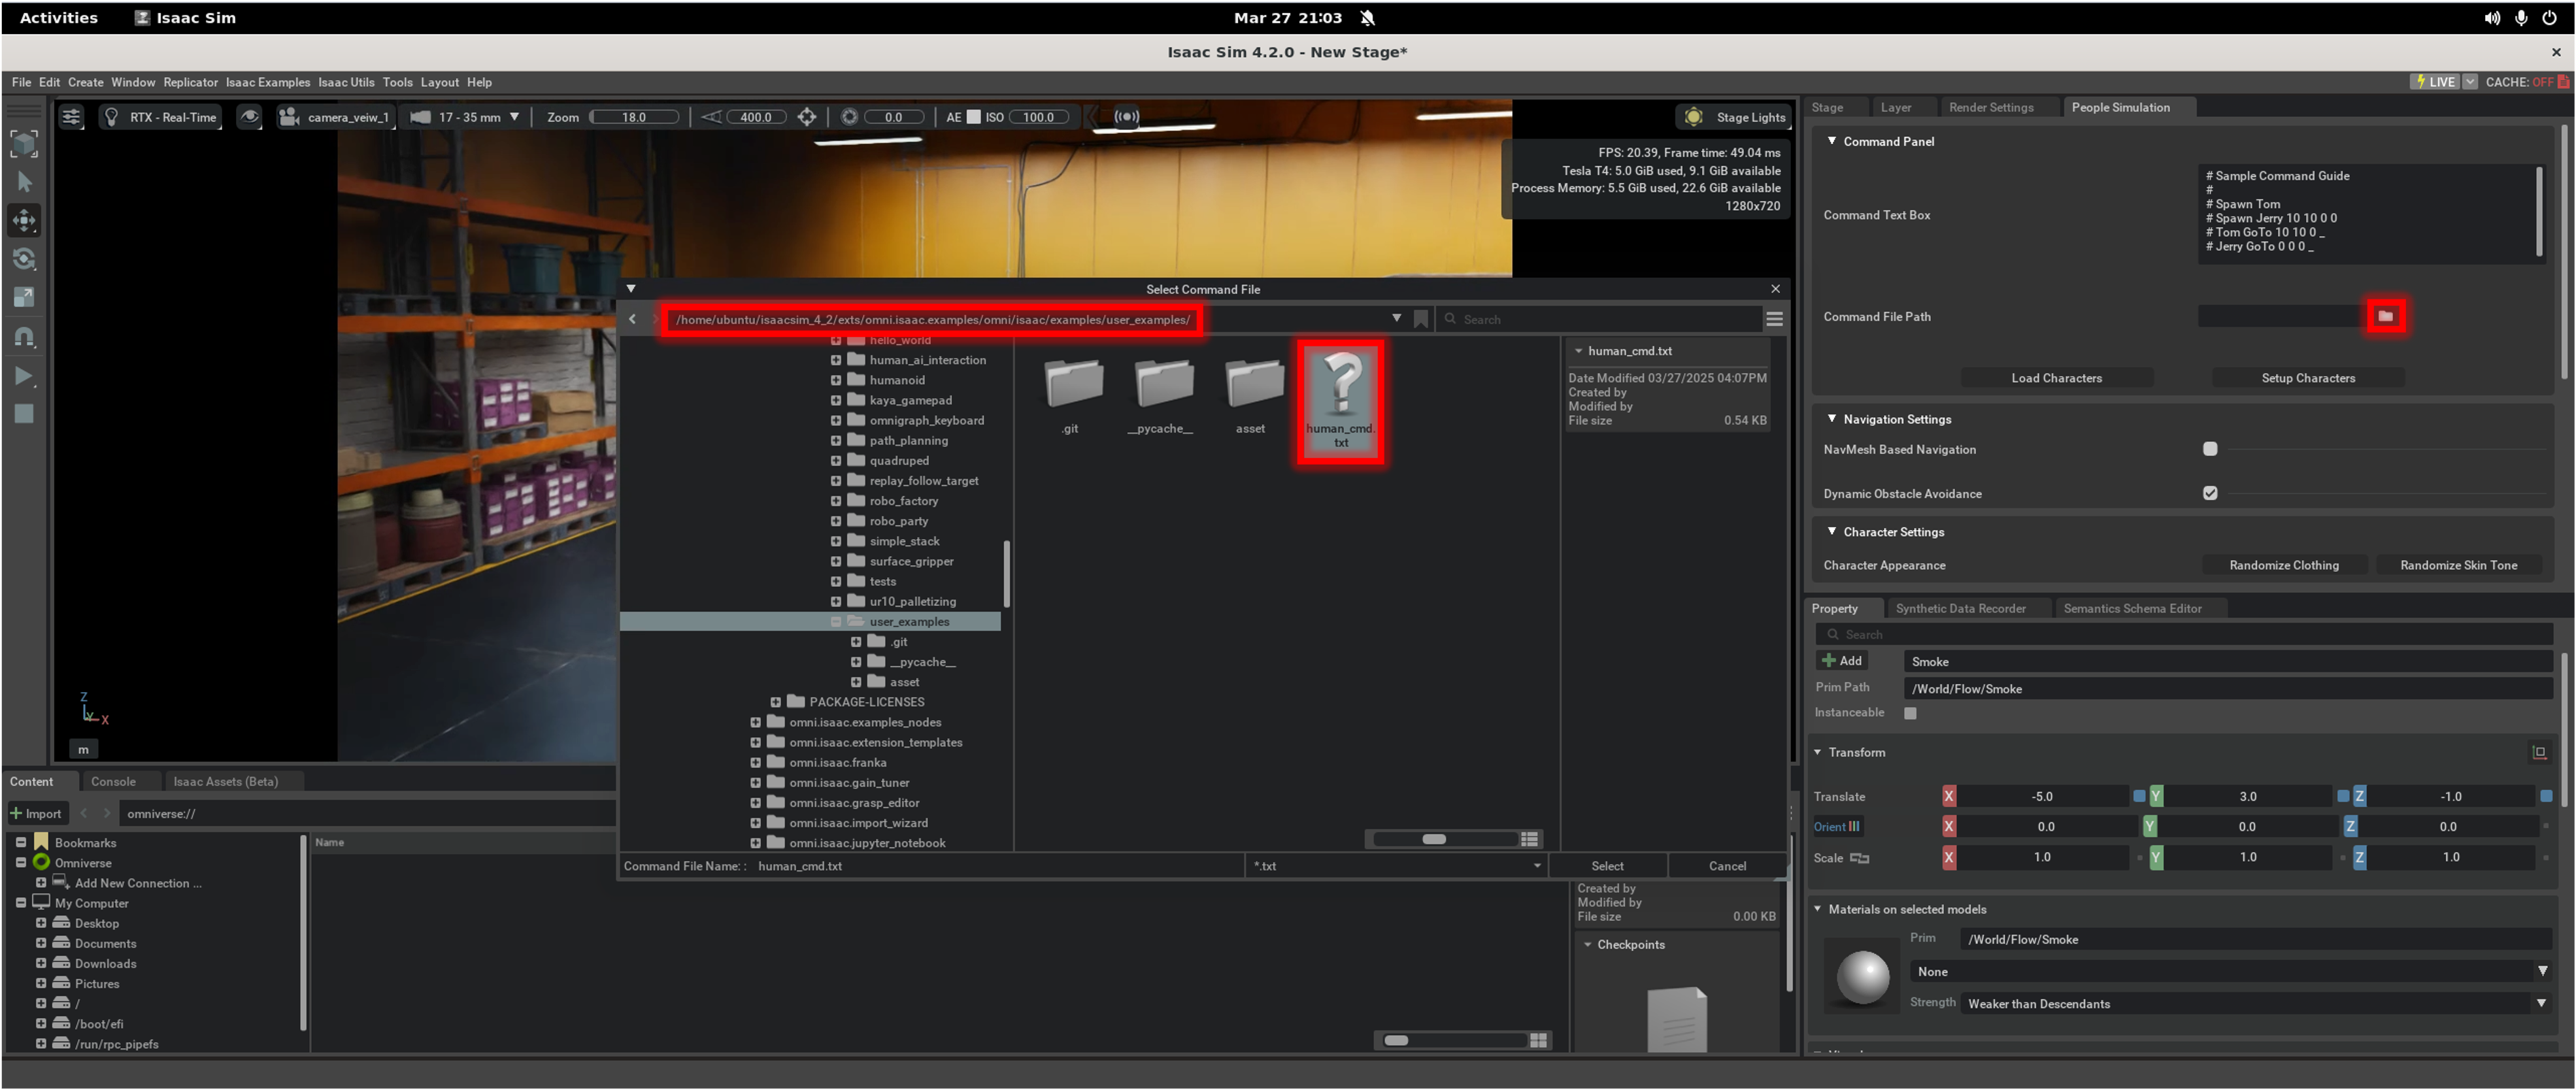 Activities Isaac Sim Mar 27 21:03
Isaac Sim 4.2.0 - New Stage*
File Edit Create Window Replicator Isaac Examples Isaac Utils Tools Layout Help LIVE CACHE: OFF
RTX - Real-Time camera_veiw_1 17 - 35 mm Zoom 18.0 400.0 0.0 AE ISO 100.0 Stage Lights
FPS: 20.39, Frame time: 49.04 ms
Tesla T4: 5.0 GiB used, 9.1 GiB available
Process Memory: 5.5 GiB used, 22.6 GiB available
1280x720
Z
Y
X
m
Select Command File
/home/ubuntu/isaacsim_4_2/exts/omni.isaac.examples/omni/isaac/examples/user_examples/ Search
hello_world
human_ai_interaction
humanoid
kaya_gamepad
omnigraph_keyboard
path_planning
quadruped
replay_follow_target
robo_factory
robo_party
simple_stack
surface_gripper
tests
ur10_palletizing
user_examples
.git
__pycache__
asset
PACKAGE-LICENSES
omni.isaac.examples_nodes
omni.isaac.extension_templates
omni.isaac.franka
omni.isaac.gain_tuner
omni.isaac.grasp_editor
omni.isaac.import_wizard
omni.isaac.jupyter_notebook
.git __pycache__ asset human_cmd.
txt
human_cmd.txt
Date Modified 03/27/2025 04:07PM
Created by
Modified by
File size 0.54 KB
Command File Name: : human_cmd.txt *.txt Select Cancel
Content Console Isaac Assets (Beta)
Import omniverse://
Bookmarks
Omniverse
Add New Connection ...
My Computer
Desktop
Documents
Downloads
Pictures
/
/boot/efi
/run/rpc_pipefs
Name
Created by
Modified by
File size 0.00 KB
Checkpoints
Stage Layer Render Settings People Simulation
Command Panel
Command Text Box
# Sample Command Guide
#
# Spawn Tom
# Spawn Jerry 10 10 0 0
# Tom GoTo 10 10 0 _
# Jerry GoTo 0 0 0 _
Command File Path
Load Characters Setup Characters
Navigation Settings
NavMesh Based Navigation
Dynamic Obstacle Avoidance
Character Settings
Character Appearance Randomize Clothing Randomize Skin Tone
Property Synthetic Data Recorder Semantics Schema Editor
Search
Add Smoke
Prim Path /World/Flow/Smoke
Instanceable
Transform
Translate X -5.0 Y 3.0 Z -1.0
Orient X 0.0 Y 0.0 Z 0.0
Scale X 1.0 Y 1.0 Z 1.0
Materials on selected models
Prim /World/Flow/Smoke
None
Strength Weaker than Descendants